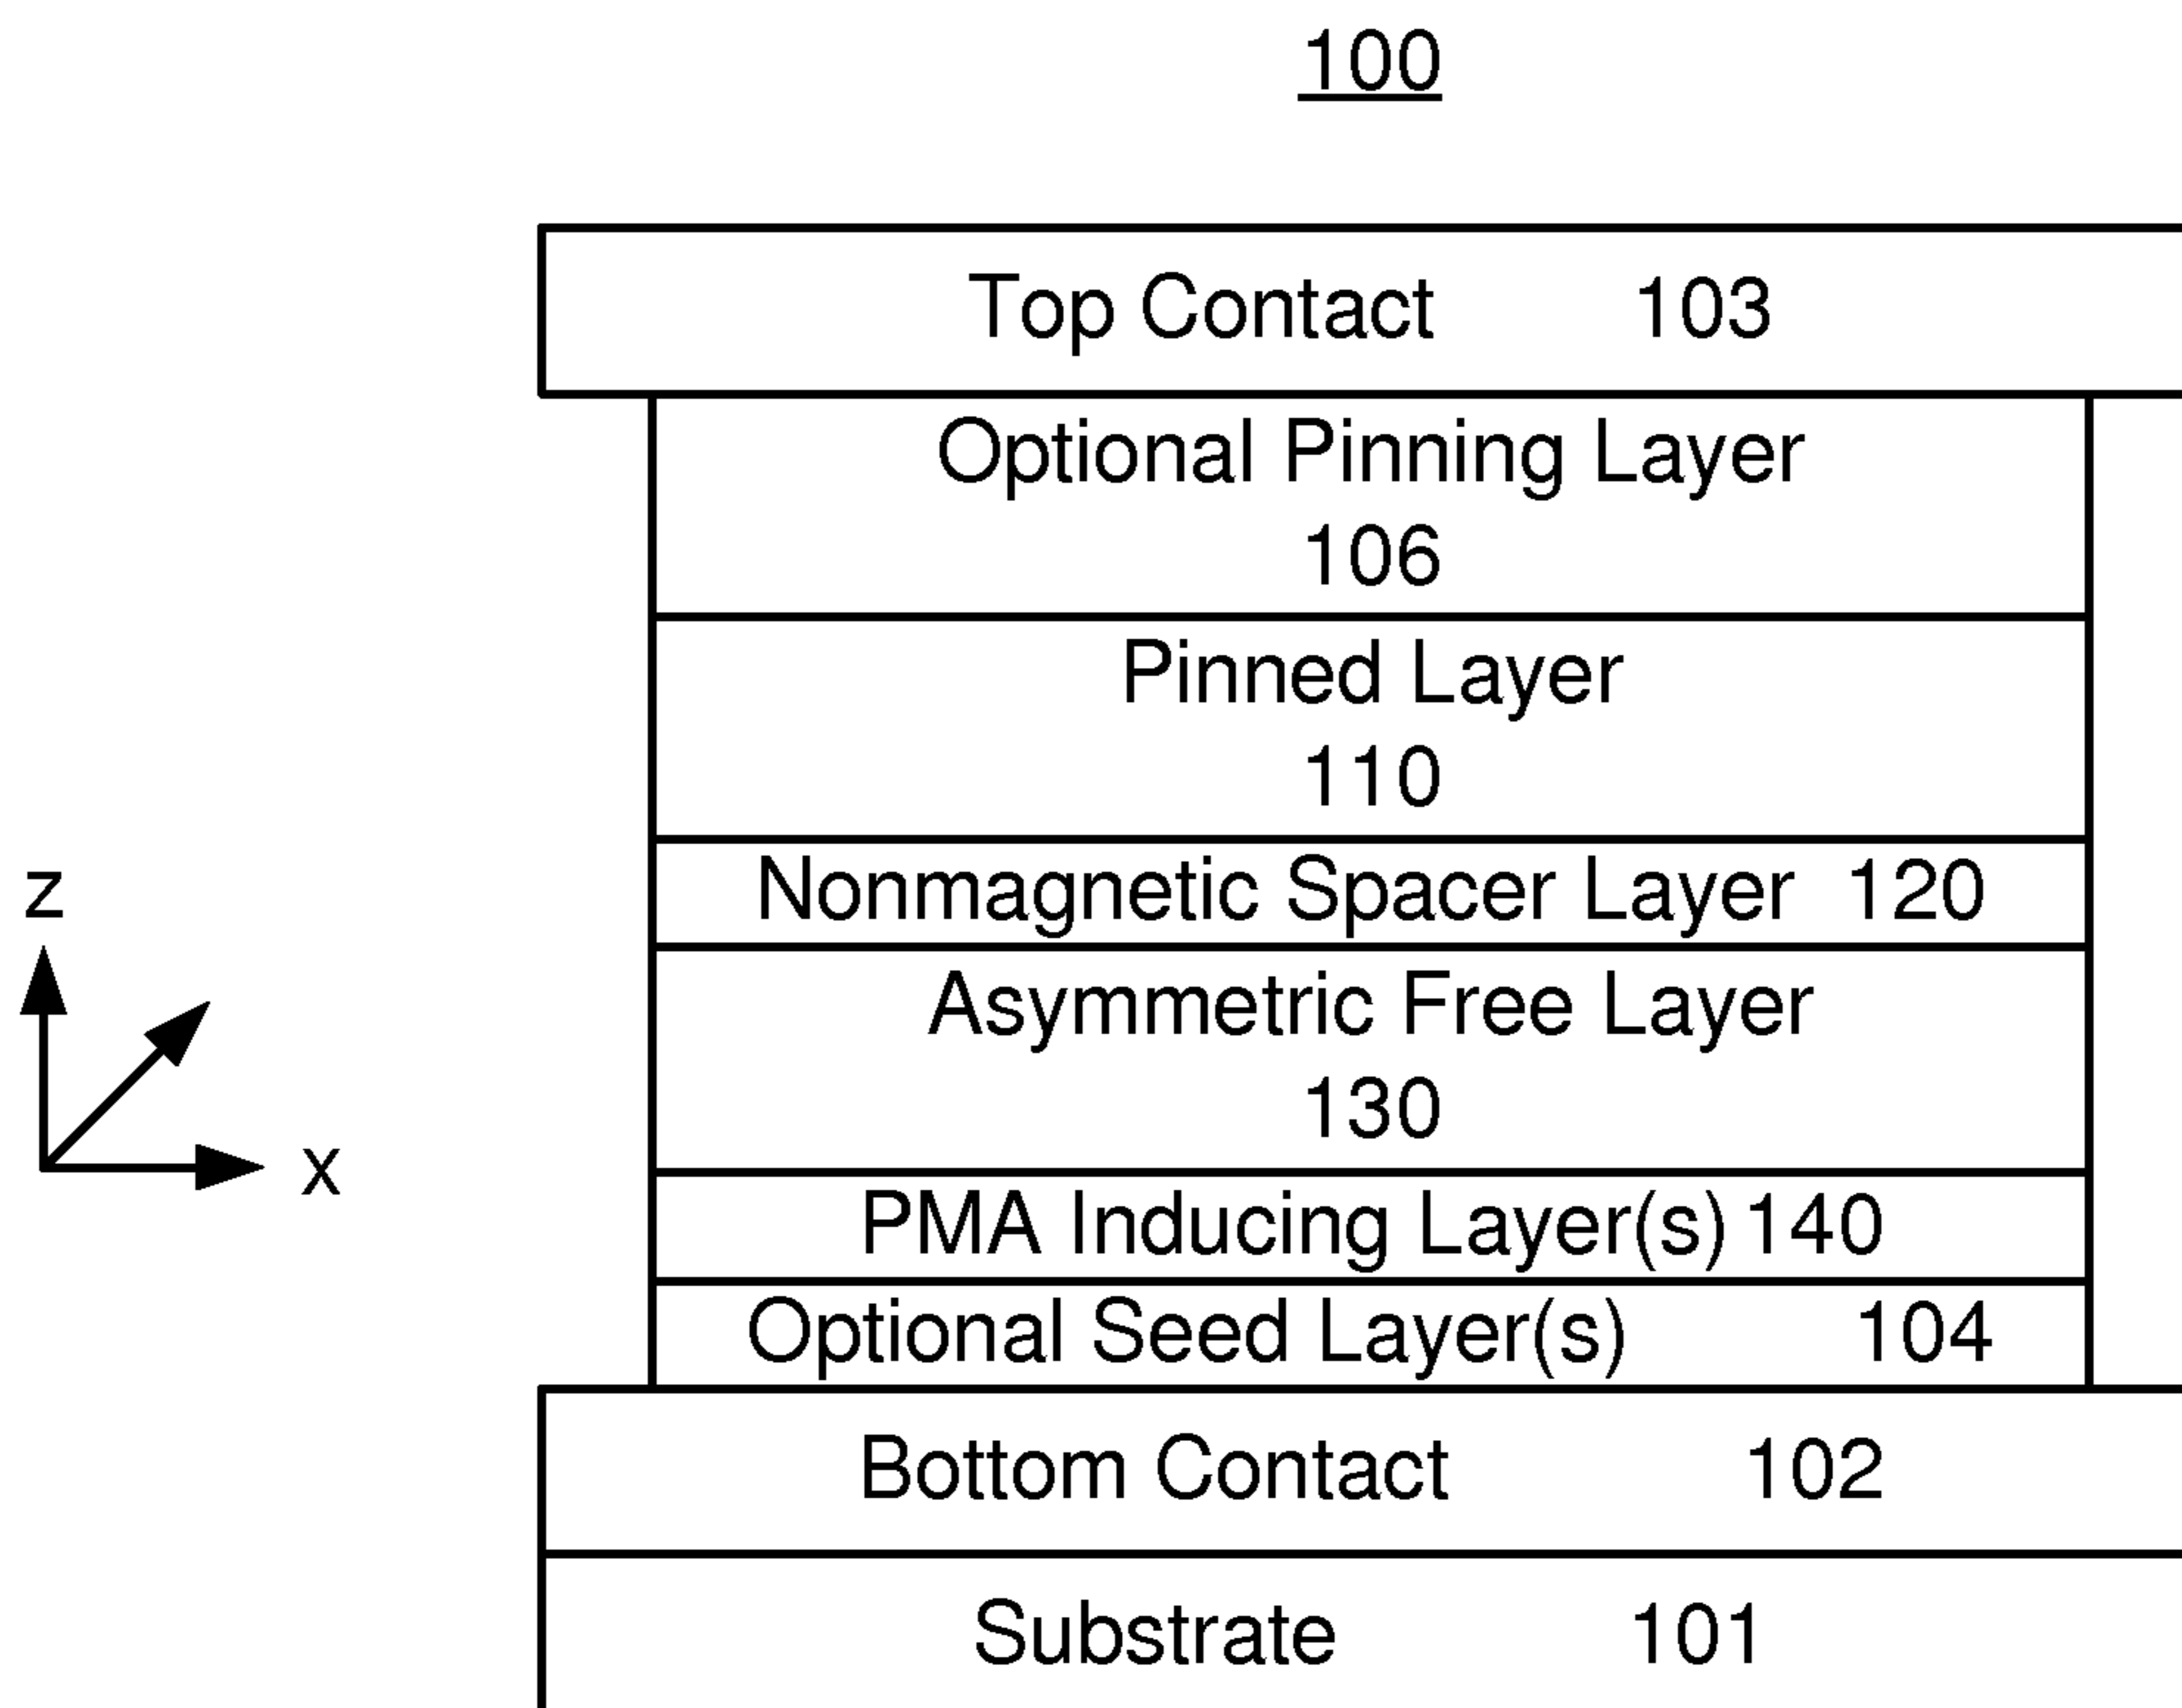 100
Top Contact 103
Optional Pinning Layer
106
Pinned Layer
110
Nonmagnetic Spacer Layer 120
z
Asymmetric Free Layer
130
x
PMA Inducing Layer(s) 140
Optional Seed Layer(s) 104
Bottom Contact 102
Substrate 101